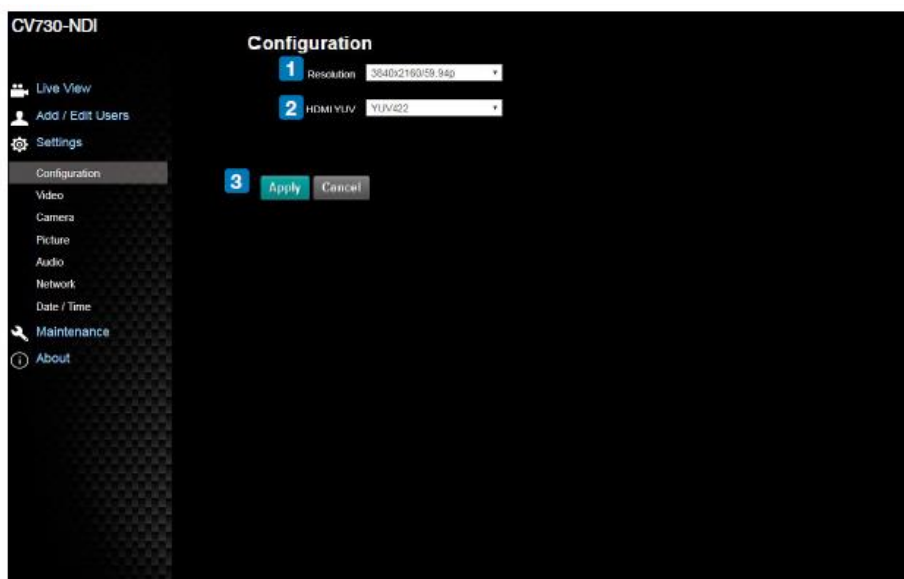 CV730-NDI
Live View
Add / Edit Users
Settings
Configuration
Video
Camera
Picture
Audio
Network
Date / Time
Maintenance
About
Configuration
1 Resolution 3840x2160/59.94p
2 HDMI YUV YUV422
3 Apply Cancel